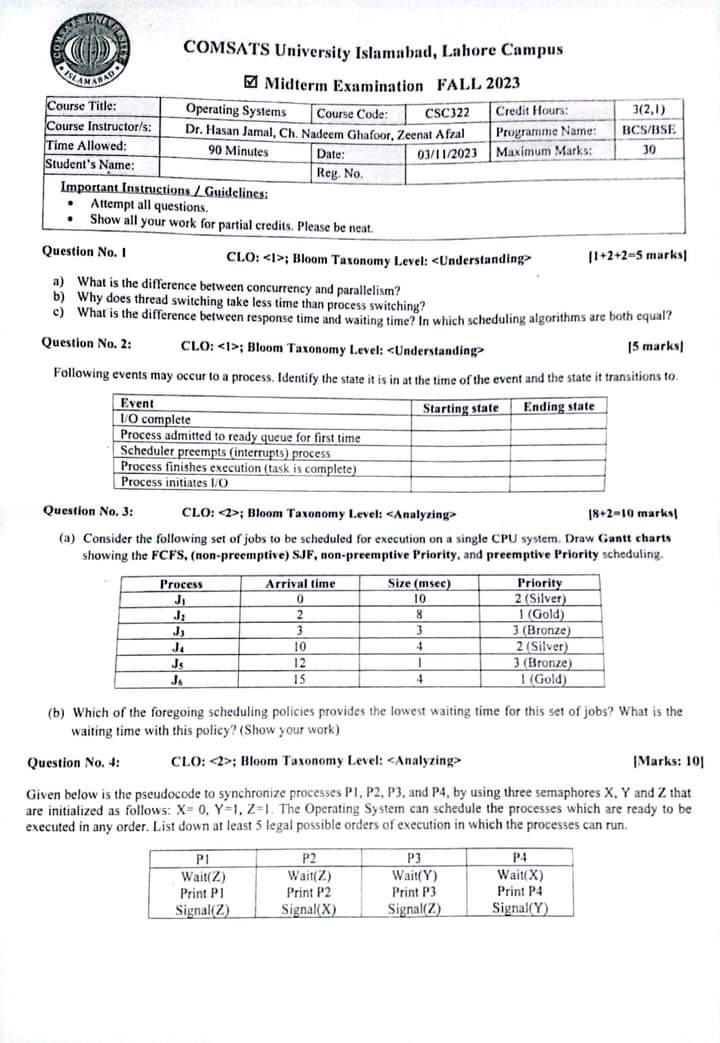 COMSATS UNIVERSITY
ISLAMABAD
COMSATS University Islamabad, Lahore Campus
☑ Midterm Examination FALL 2023
Course Title: Operating Systems Course Code: CSC322 Credit Hours: 3(2,1)
Course Instructor/s: Dr. Hasan Jamal, Ch. Nadeem Ghafoor, Zeenat Afzal Programme Name: BCS/BSE
Time Allowed: 90 Minutes Date: 03/11/2023 Maximum Marks: 30
Student's Name: Reg. No.
Important Instructions / Guidelines:
• Attempt all questions.
• Show all your work for partial credits. Please be neat.
Question No. 1 CLO: <1>; Bloom Taxonomy Level: <Understanding> [1+2+2=5 marks]
a) What is the difference between concurrency and parallelism?
b) Why does thread switching take less time than process switching?
c) What is the difference between response time and waiting time? In which scheduling algorithms are both equal?
Question No. 2: CLO: <1>; Bloom Taxonomy Level: <Understanding> [5 marks]
Following events may occur to a process. Identify the state it is in at the time of the event and the state it transitions to.
Event Starting state Ending state
I/O complete
Process admitted to ready queue for first time
Scheduler preempts (interrupts) process
Process finishes execution (task is complete)
Process initiates I/O
Question No. 3: CLO: <2>; Bloom Taxonomy Level: <Analyzing> [8+2=10 marks]
(a) Consider the following set of jobs to be scheduled for execution on a single CPU system. Draw Gantt charts
showing the FCFS, (non-preemptive) SJF, non-preemptive Priority, and preemptive Priority scheduling.
Process Arrival time Size (msec) Priority
J1 0 10 2 (Silver)
J2 2 8 1 (Gold)
J3 3 3 3 (Bronze)
J4 10 4 2 (Silver)
J5 12 1 3 (Bronze)
J6 15 4 1 (Gold)
(b) Which of the foregoing scheduling policies provides the lowest waiting time for this set of jobs? What is the
waiting time with this policy? (Show your work)
Question No. 4: CLO: <2>; Bloom Taxonomy Level: <Analyzing> [Marks: 10]
Given below is the pseudocode to synchronize processes P1, P2, P3, and P4, by using three semaphores X, Y and Z that
are initialized as follows: X= 0, Y=1, Z=1. The Operating System can schedule the processes which are ready to be
executed in any order. List down at least 5 legal possible orders of execution in which the processes can run.
P1 P2 P3 P4
Wait(Z) Wait(Z) Wait(Y) Wait(X)
Print P1 Print P2 Print P3 Print P4
Signal(Z) Signal(X) Signal(Z) Signal(Y)